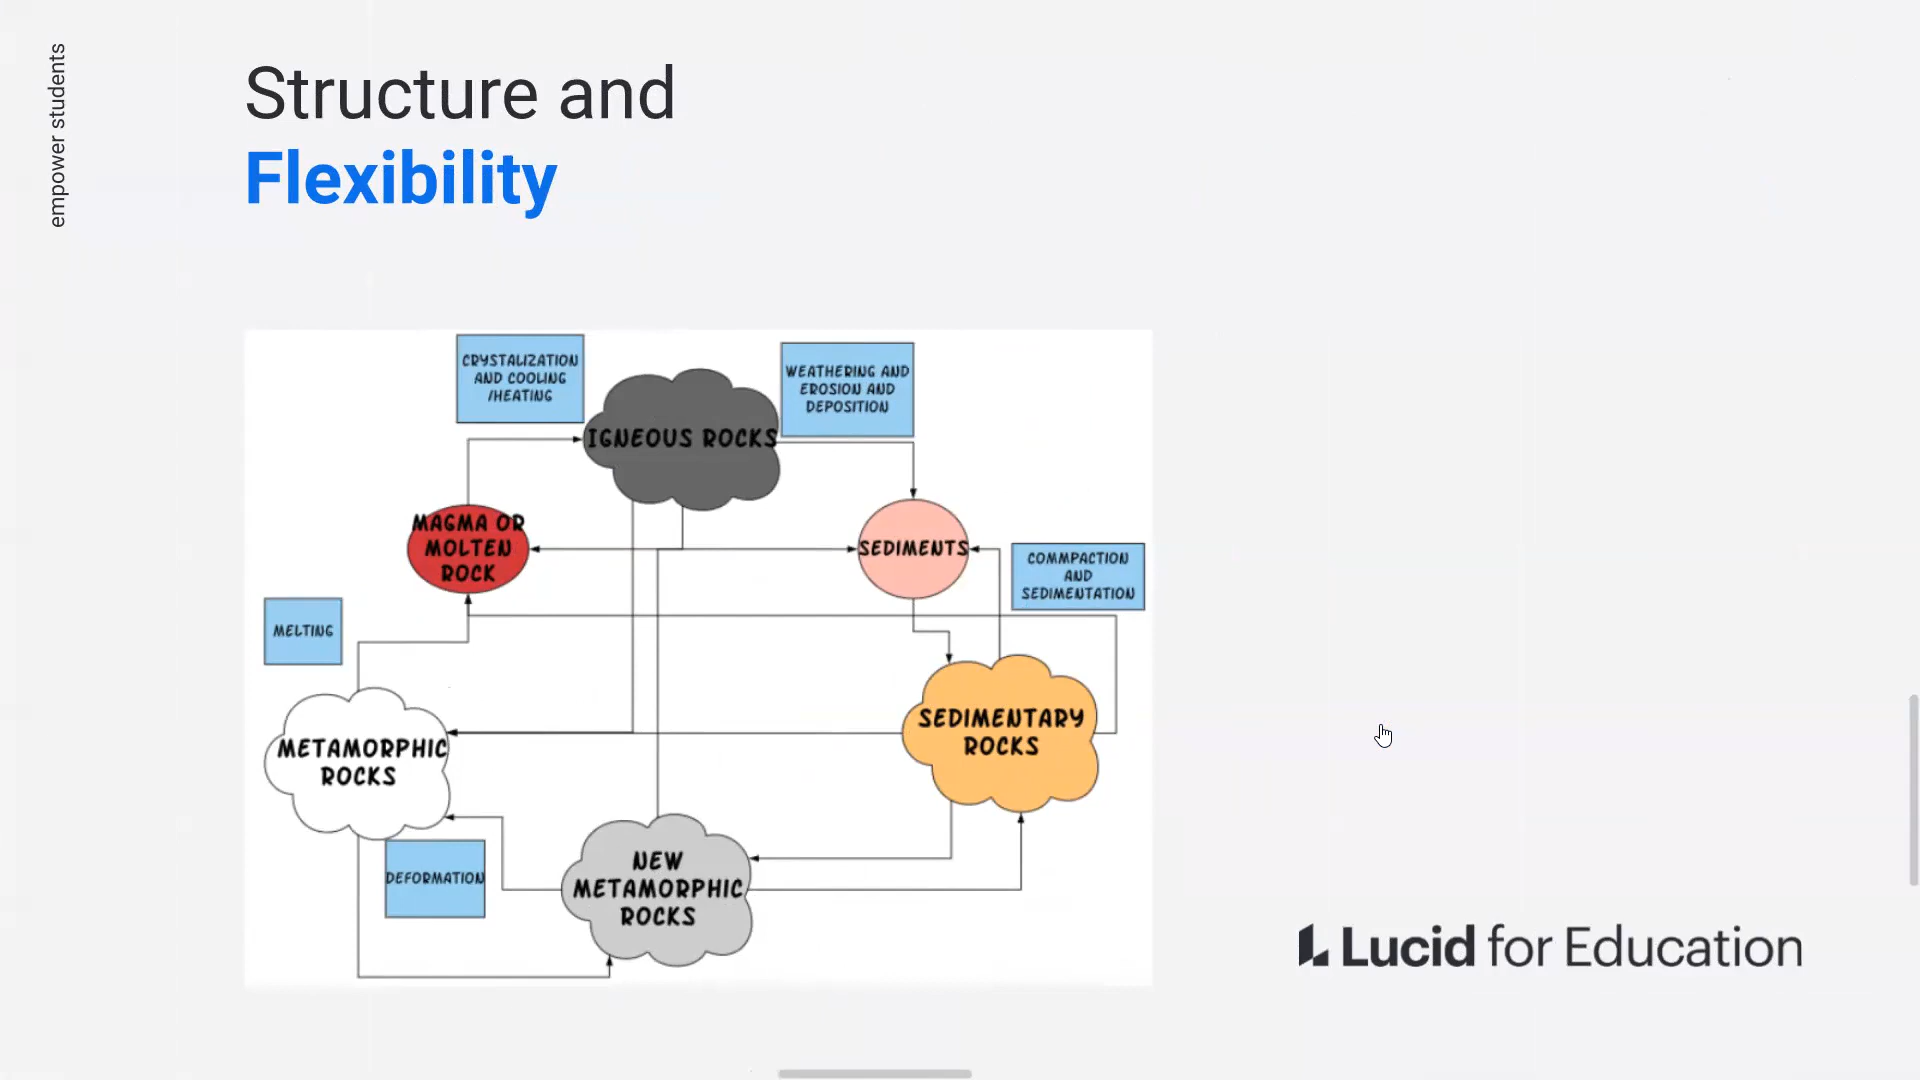 empower students
Structure and
Flexibility
CRYSTALIZATION
AND COOLING
/HEATING
WEATHERING AND
EROSION AND
DEPOSITION
IGNEOUS ROCKS
MAGMA OR
MOLTEN
ROCK
SEDIMENTS
COMMPACTION
AND
SEDIMENTATION
MELTING
SEDIMENTARY
ROCKS
METAMORPHIC
ROCKS
DEFORMATION
NEW
METAMORPHIC
ROCKS
Lucid for Education